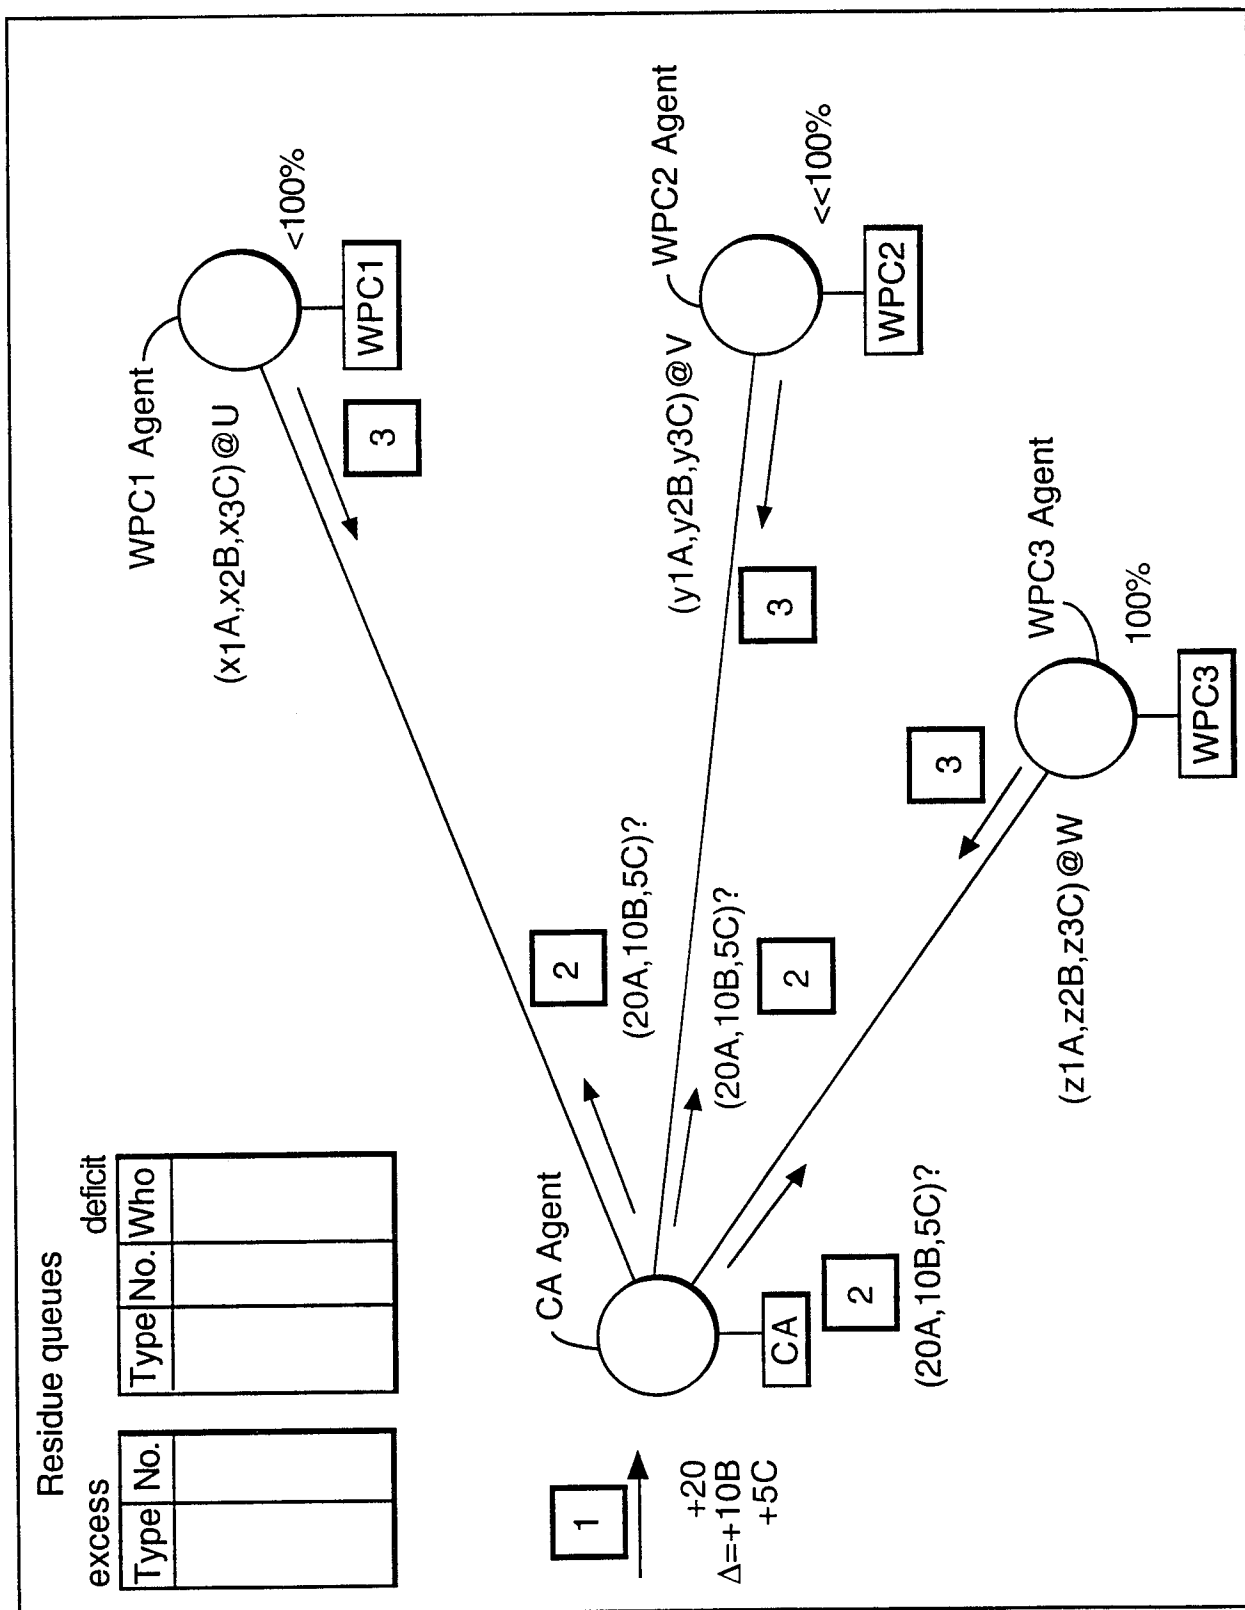 Residue queues
excess
deficit
Type No.
Type No. Who
1
+20
Δ=+10B
+5C
CA Agent
CA
2
(20A,10B,5C)?
2
(20A,10B,5C)?
2
(20A,10B,5C)?
WPC1 Agent
(x1A,x2B,x3C)@U
<100%
WPC1
3
WPC2 Agent
(y1A,y2B,y3C)@V
<<100%
WPC2
3
WPC3 Agent
(z1A,z2B,z3C)@W
100%
WPC3
3